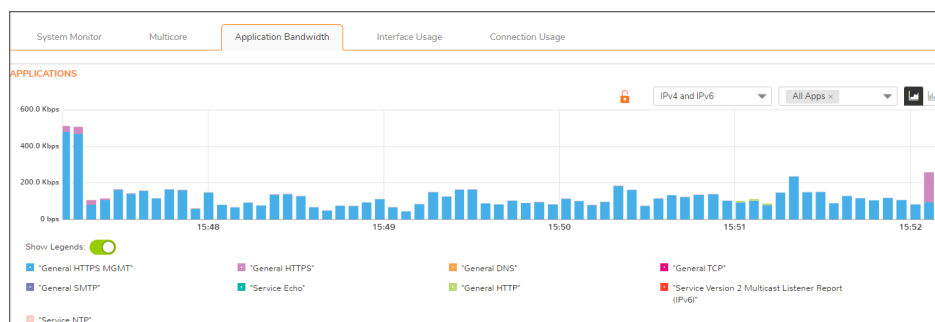 System Monitor Multicore Application Bandwidth Interface Usage Connection Usage
APPLICATIONS
IPv4 and IPv6 All Apps ×
600.0 Kbps
400.0 Kbps
200.0 Kbps
0 bps
15:48 15:49 15:50 15:51 15:52
Show Legends:
"General HTTPS MGMT" "General HTTPS" "General DNS" "General TCP"
"General SMTP" "Service Echo" "General HTTP" "Service Version 2 Multicast Listener Report
(IPv6)"
"Service NTP"